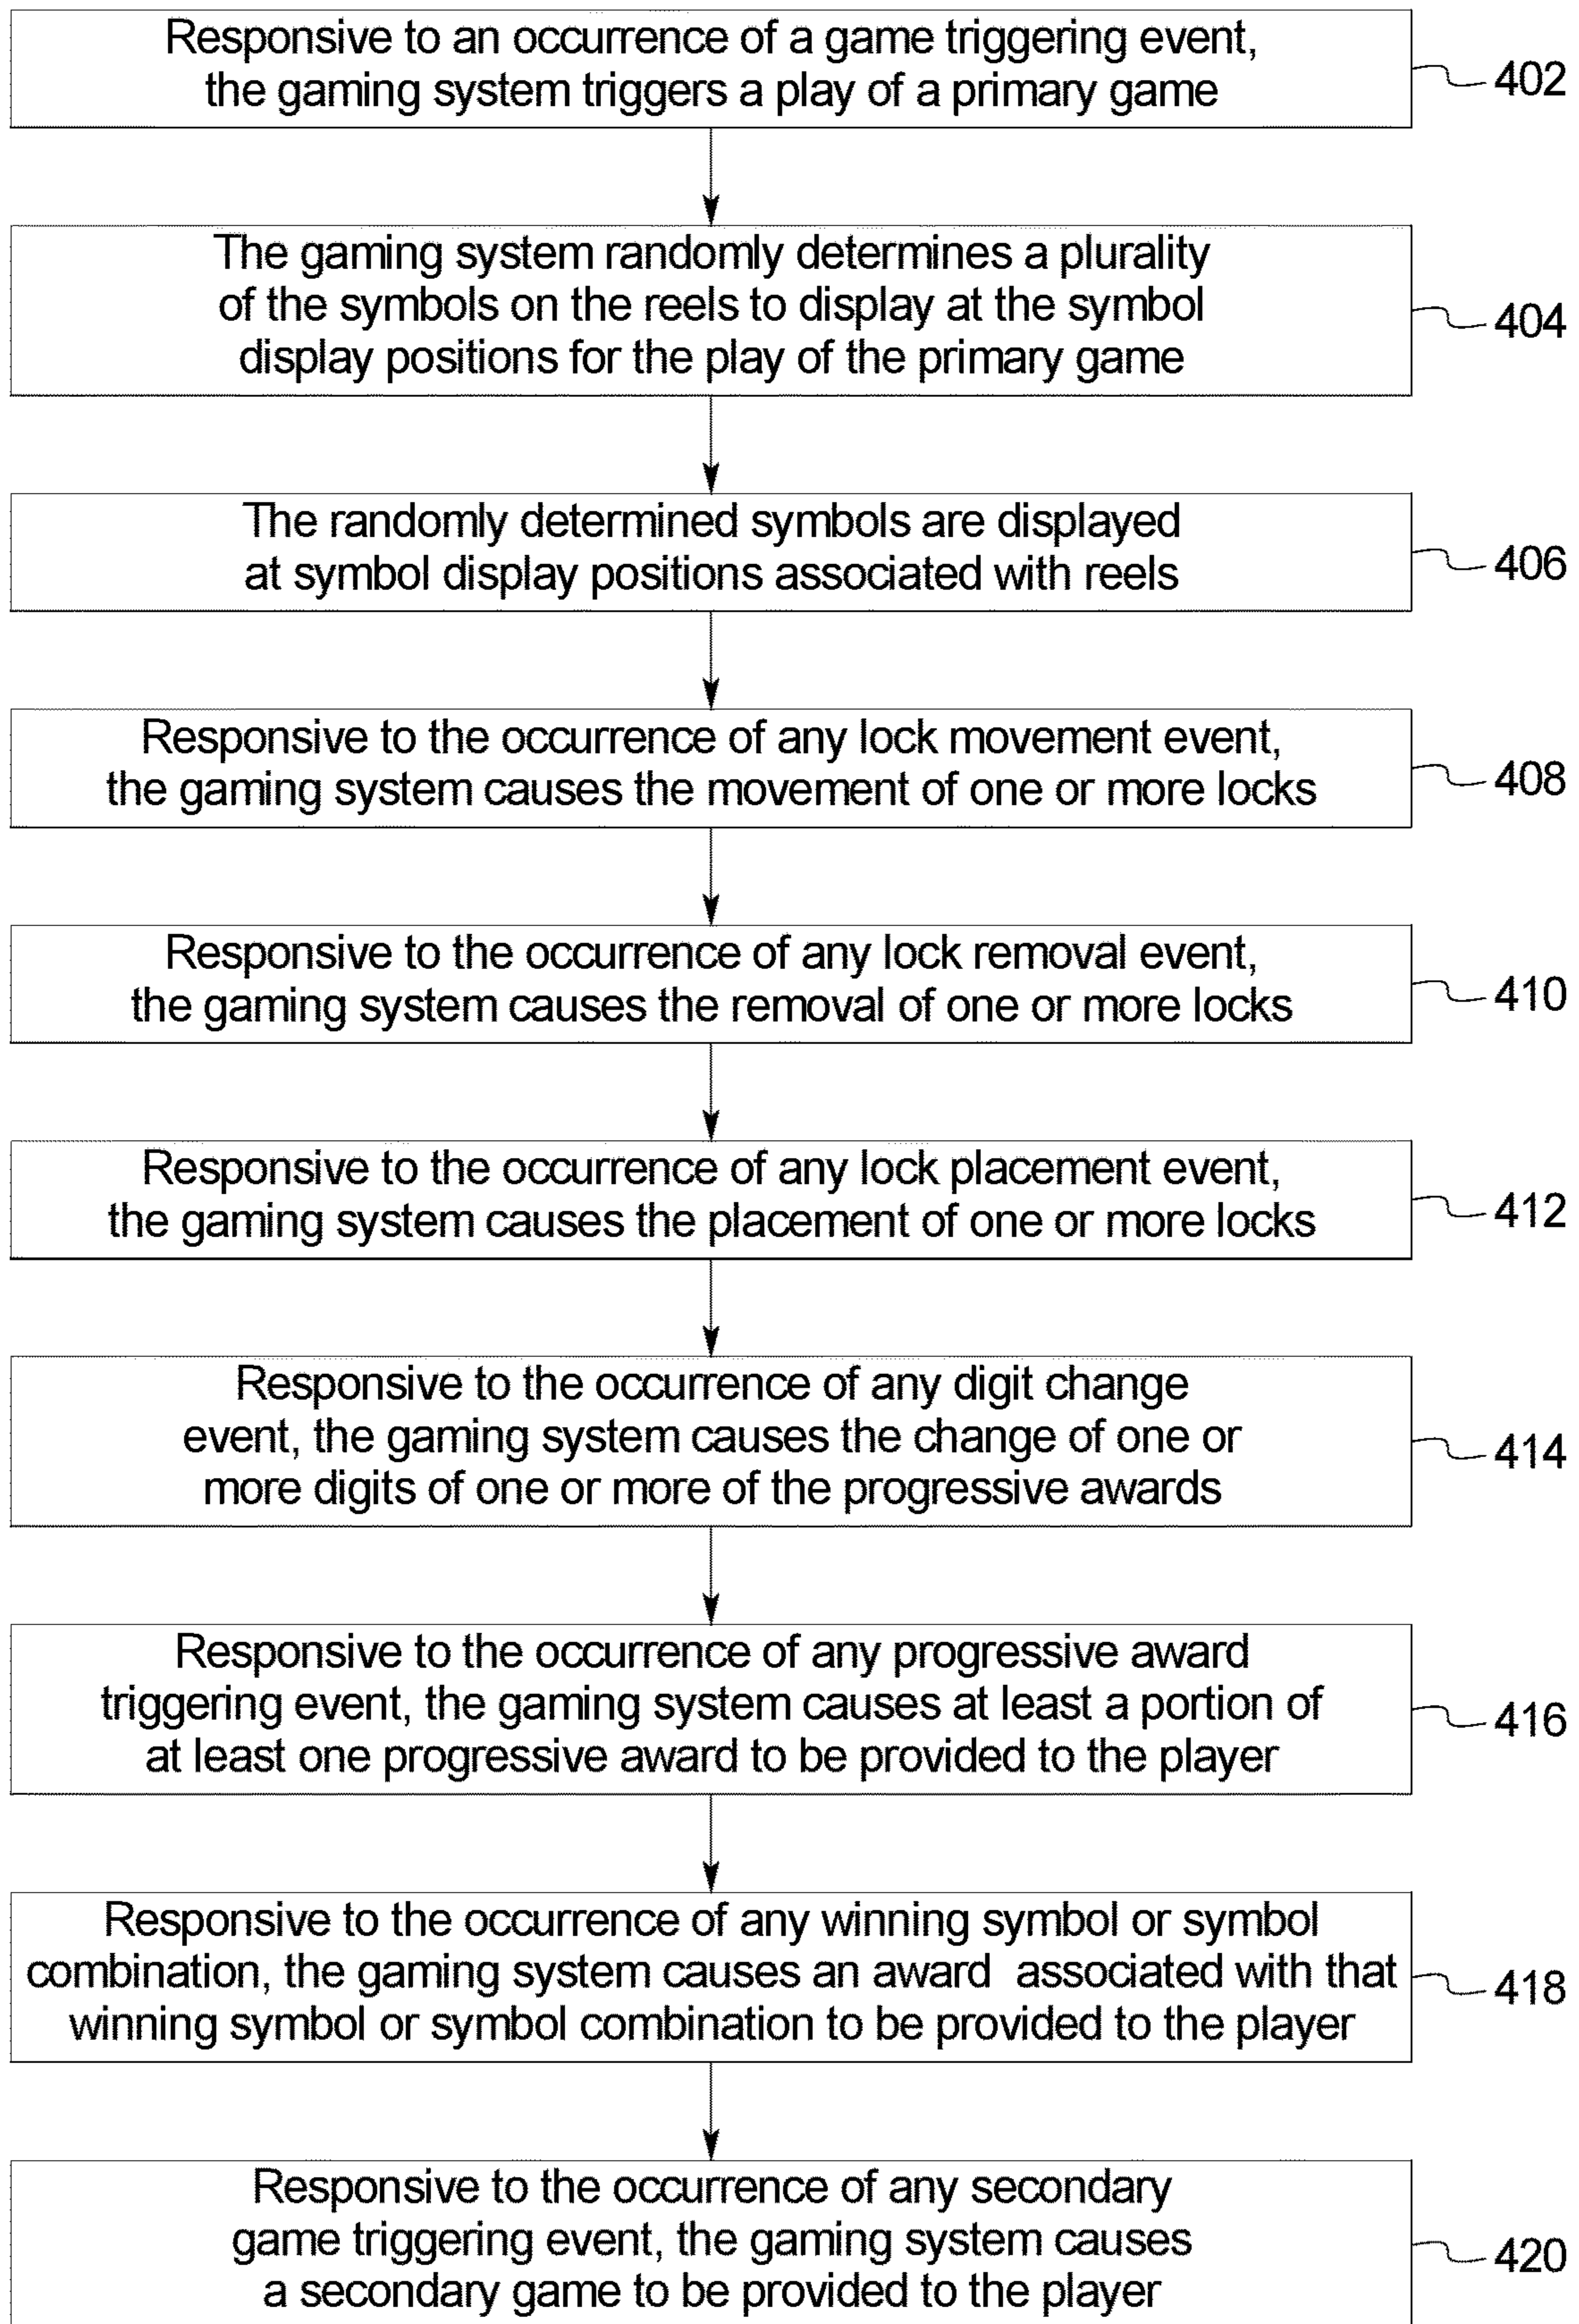 Responsive to an occurrence of a game triggering event,
the gaming system triggers a play of a primary game
402
The gaming system randomly determines a plurality
of the symbols on the reels to display at the symbol
display positions for the play of the primary game
404
The randomly determined symbols are displayed
at symbol display positions associated with reels
406
Responsive to the occurrence of any lock movement event,
the gaming system causes the movement of one or more locks
408
Responsive to the occurrence of any lock removal event,
the gaming system causes the removal of one or more locks
410
Responsive to the occurrence of any lock placement event,
the gaming system causes the placement of one or more locks
412
Responsive to the occurrence of any digit change
event, the gaming system causes the change of one or
more digits of one or more of the progressive awards
414
Responsive to the occurrence of any progressive award
triggering event, the gaming system causes at least a portion of
at least one progressive award to be provided to the player
416
Responsive to the occurrence of any winning symbol or symbol
combination, the gaming system causes an award associated with that
winning symbol or symbol combination to be provided to the player
418
Responsive to the occurrence of any secondary
game triggering event, the gaming system causes
a secondary game to be provided to the player
420